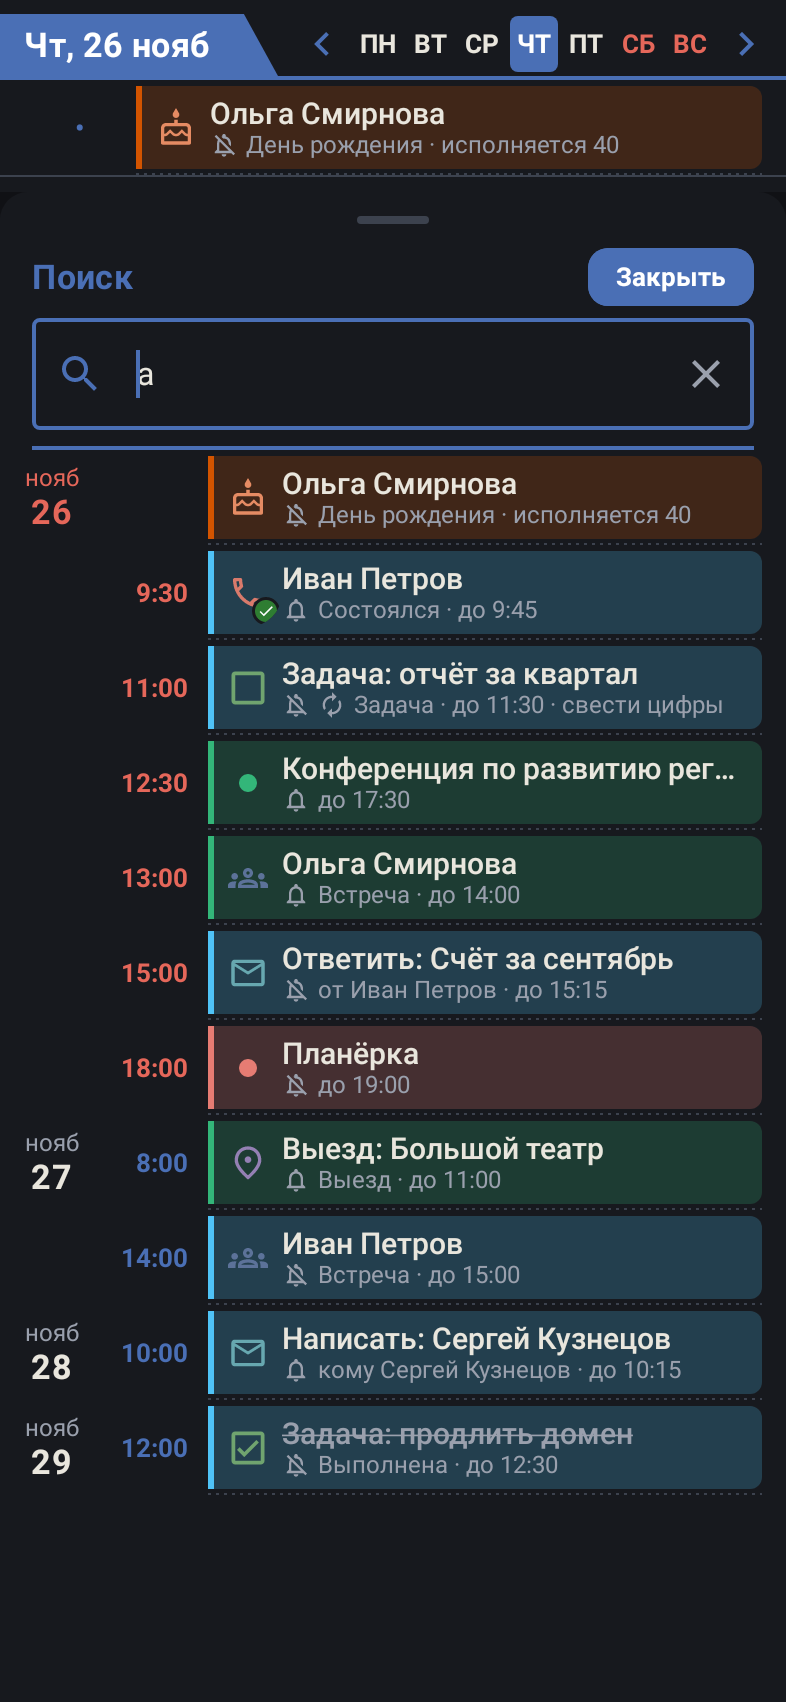 Чт, 26 нояб
ПН ВТ СР ЧТ ПТ СБ ВС
Ольга Смирнова
День рождения · исполняется 40
Поиск
Закрыть
а
нояб
26
Ольга Смирнова
День рождения · исполняется 40
9:30
Иван Петров
Состоялся · до 9:45
11:00
Задача: отчёт за квартал
Задача · до 11:30 · свести цифры
12:30
Конференция по развитию рег...
до 17:30
13:00
Ольга Смирнова
Встреча · до 14:00
15:00
Ответить: Счёт за сентябрь
от Иван Петров · до 15:15
18:00
Планёрка
до 19:00
нояб
27
8:00
Выезд: Большой театр
Выезд · до 11:00
14:00
Иван Петров
Встреча · до 15:00
нояб
28
10:00
Написать: Сергей Кузнецов
кому Сергей Кузнецов · до 10:15
нояб
29
12:00
Задача: продлить домен
Выполнена · до 12:30